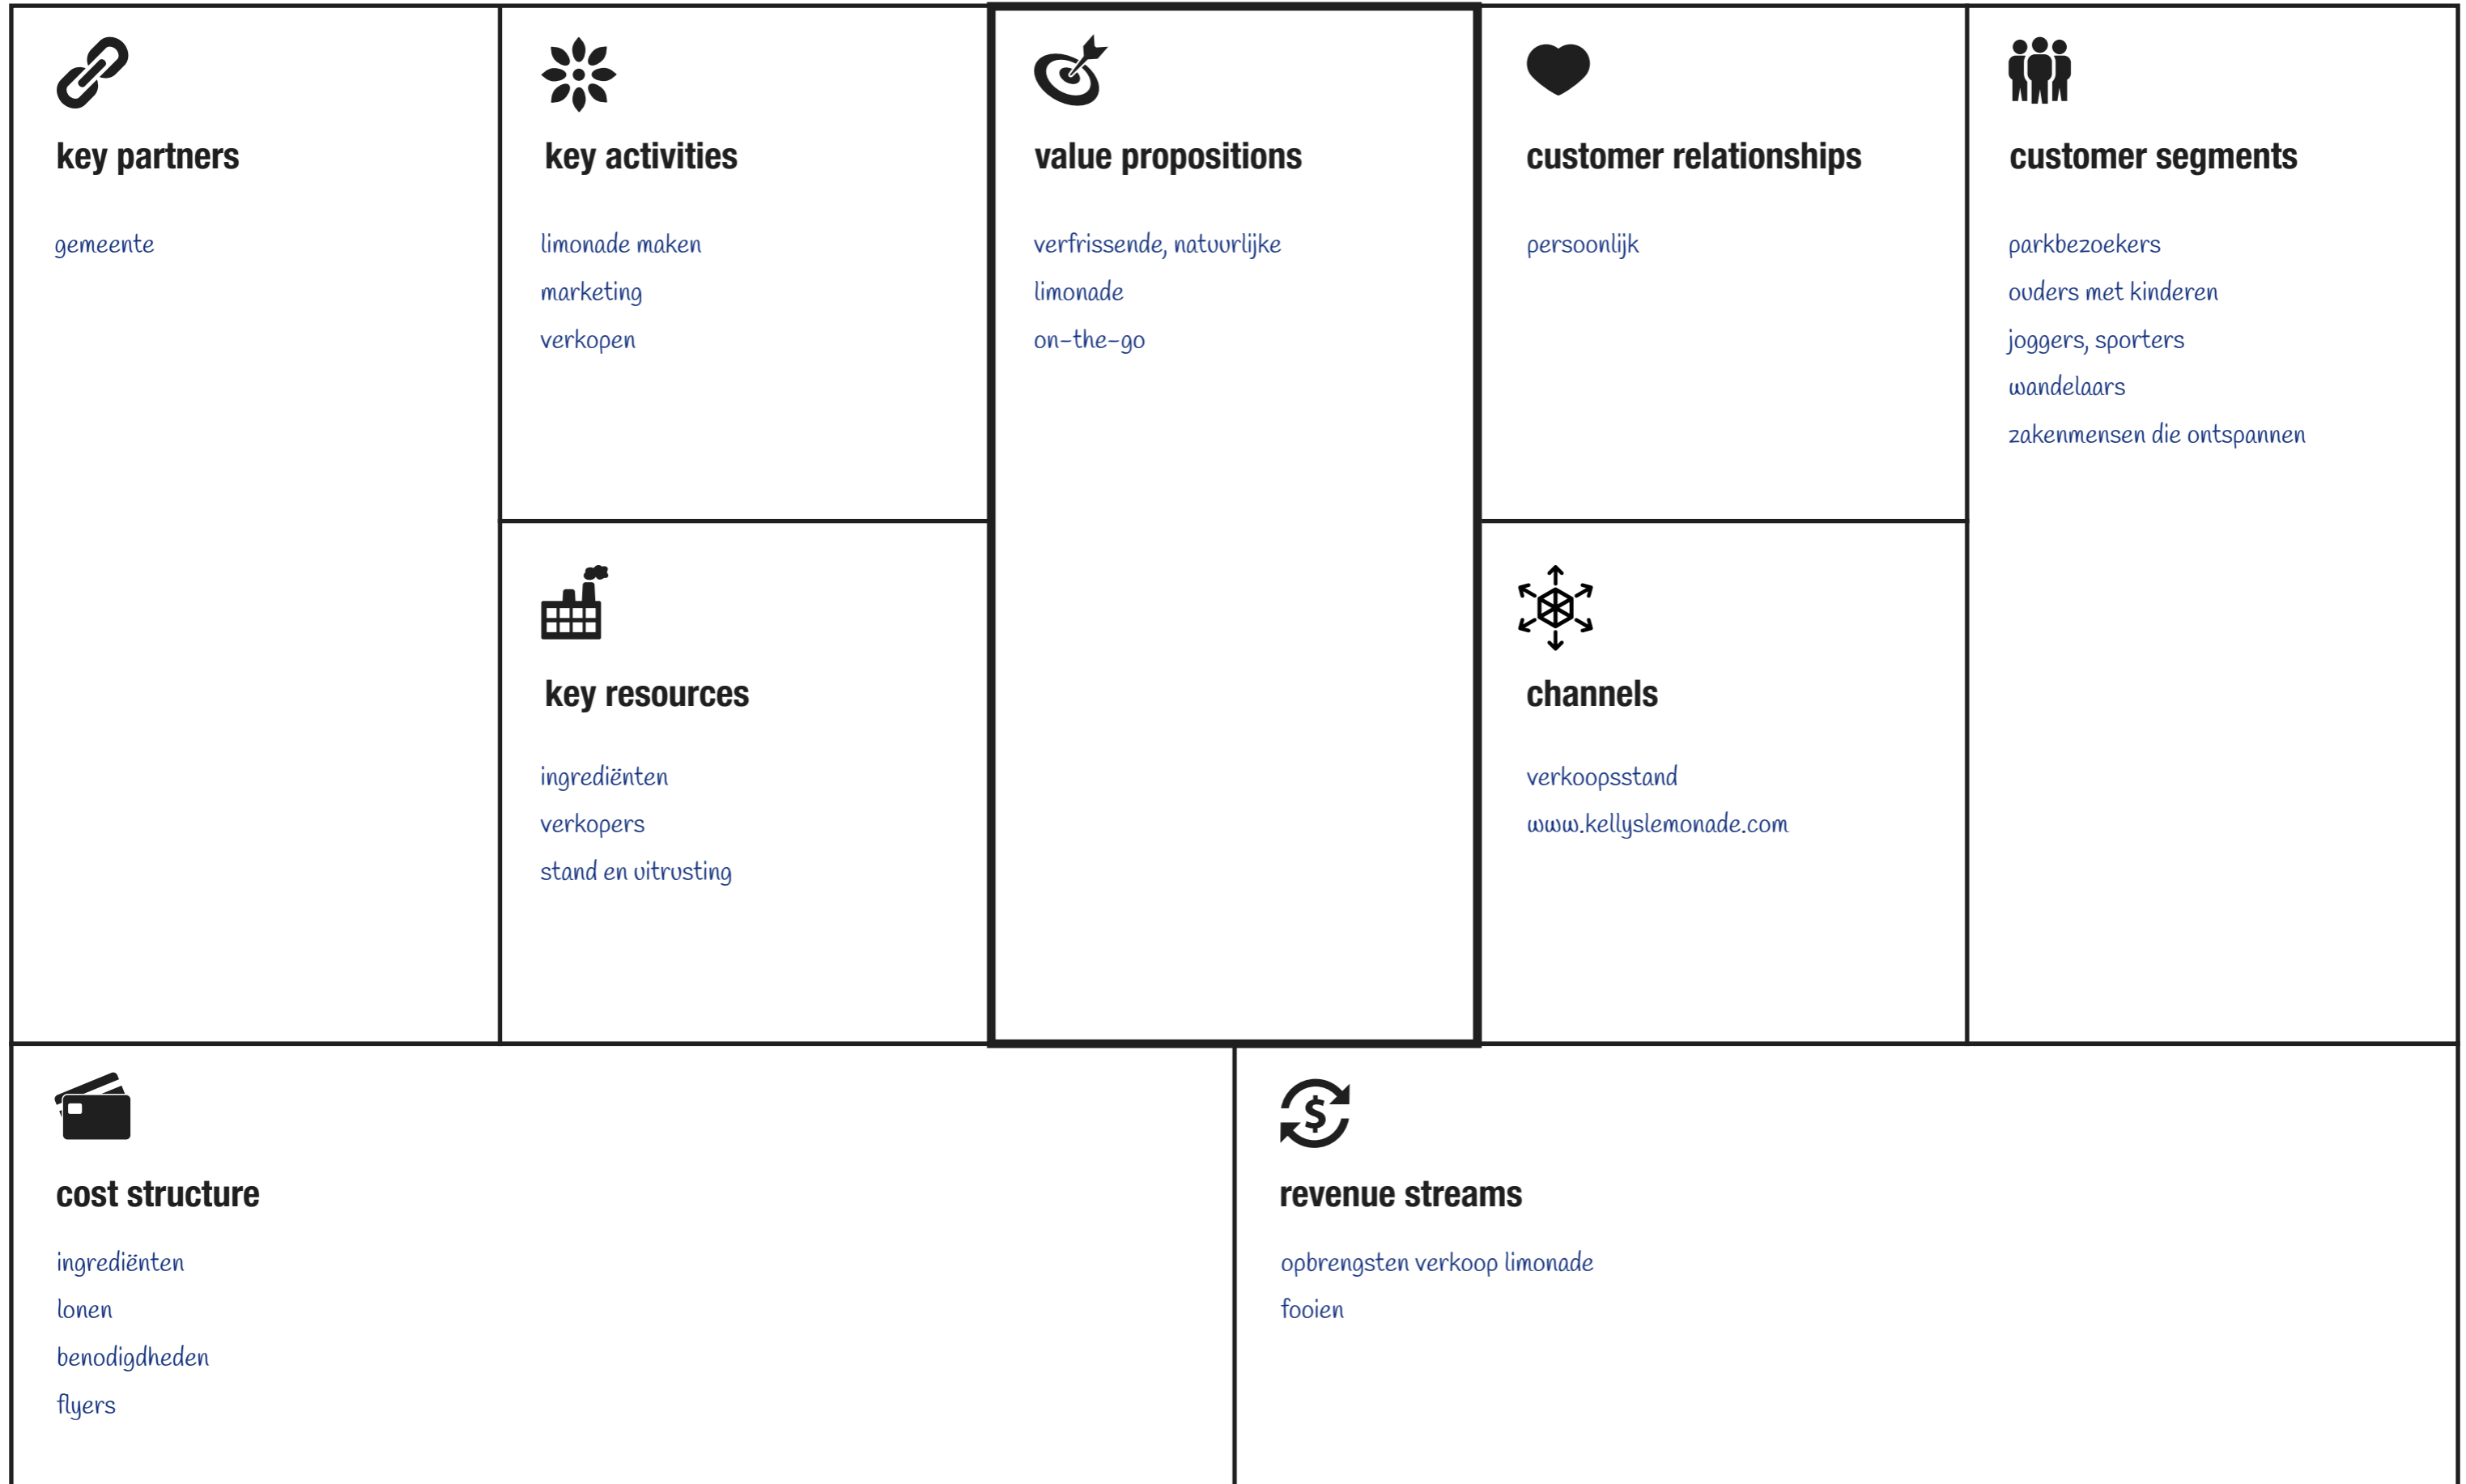 key partners
gemeente
key activities
limonade maken
marketing
verkopen
key resources
ingrediënten
verkopers
stand en uitrusting
value propositions
verfrissende, natuurlijke
limonade
on-the-go
customer relationships
persoonlijk
channels
verkoopsstand
www.kellyslemonade.com
customer segments
parkbezoekers
ouders met kinderen
joggers, sporters
wandelaars
zakenmensen die ontspannen
cost structure
ingrediënten
lonen
benodigdheden
flyers
$
revenue streams
opbrengsten verkoop limonade
fooien